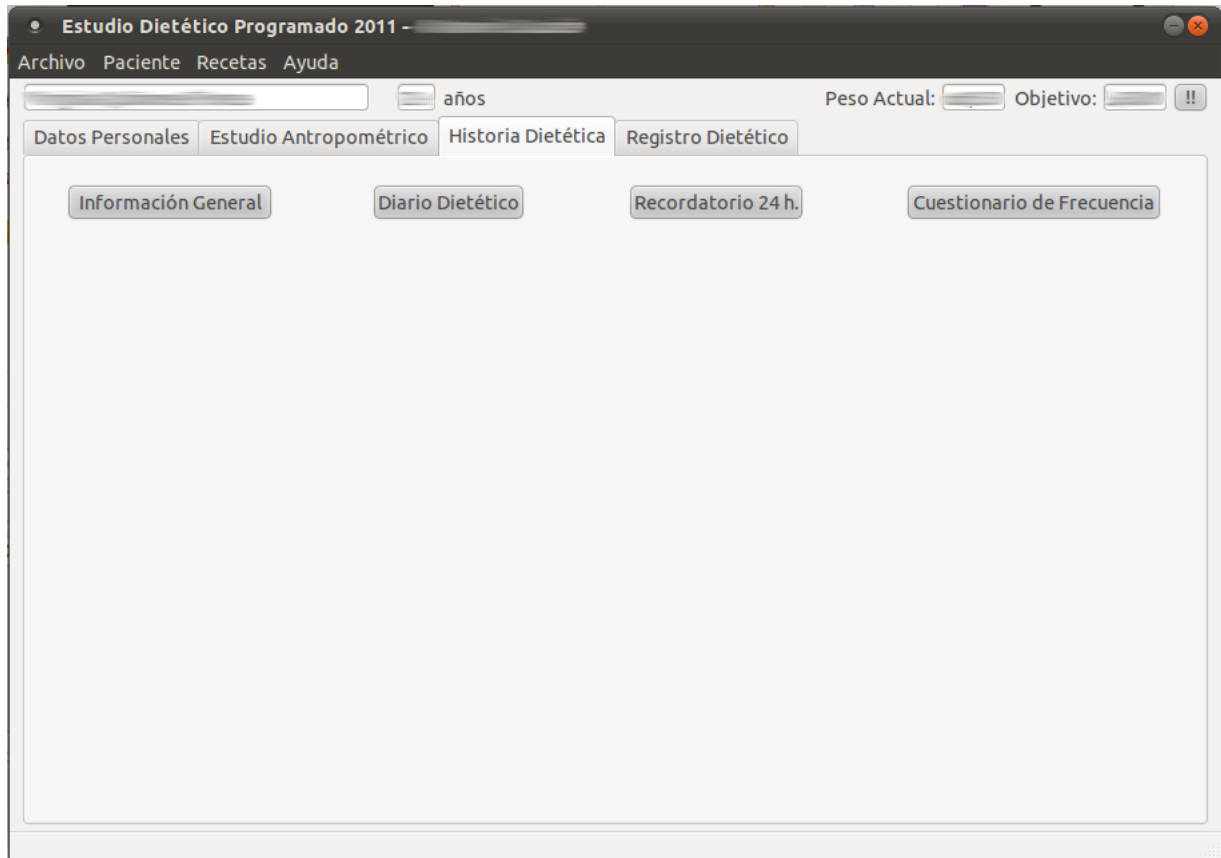 Estudio Dietético Programado 2011 -
Archivo Paciente Recetas Ayuda
años Peso Actual: Objetivo: !!
Datos Personales Estudio Antropométrico Historia Dietética Registro Dietético
Información General Diario Dietético Recordatorio 24 h. Cuestionario de Frecuencia